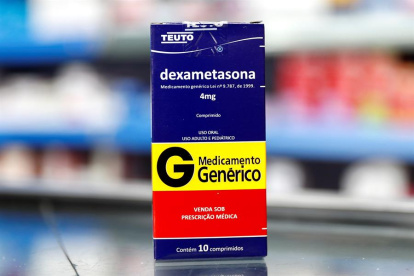 TEUTO
dexametasona
Medicamento genérico Lei nº 9.787, de 1999.
4mg
Comprimido
USO ORAL
USO ADULTO E PEDIÁTRICO
G Medicamento
Genérico
VENDA SOB
PRESCRIÇÃO MÉDICA
Contém 10 comprimidos